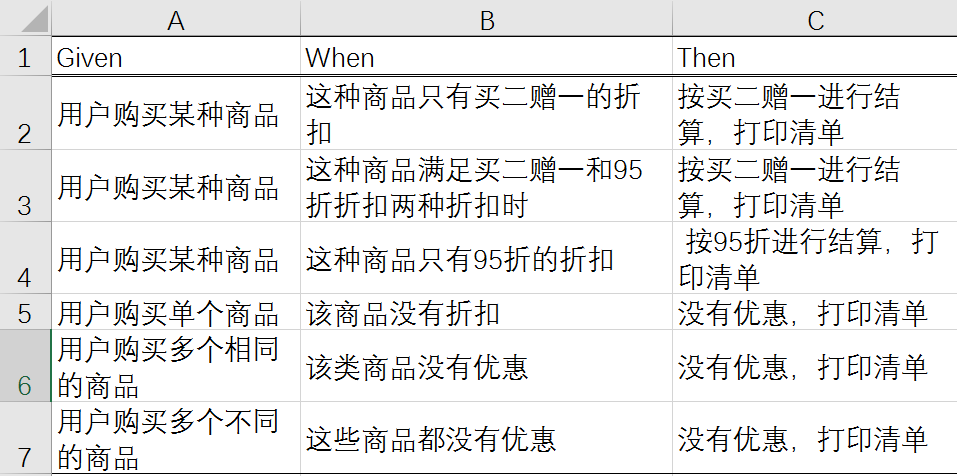 A B C
1 Given When Then
用户购买某种商品
这种商品只有买二赠一的折
扣
按买二赠一进行结
算，打印清单
2
用户购买某种商品
这种商品满足买二赠一和95
折折扣两种折扣时
按买二赠一进行结
算，打印清单
3
用户购买某种商品
这种商品只有95折的折扣
按95折进行结算，打
印清单
4
5 用户购买单个商品 该商品没有折扣 没有优惠，打印清单
用户购买多个相同
的商品
该类商品没有优惠
没有优惠，打印清单
6
用户购买多个不同
的商品
这些商品都没有优惠
没有优惠，打印清单
7